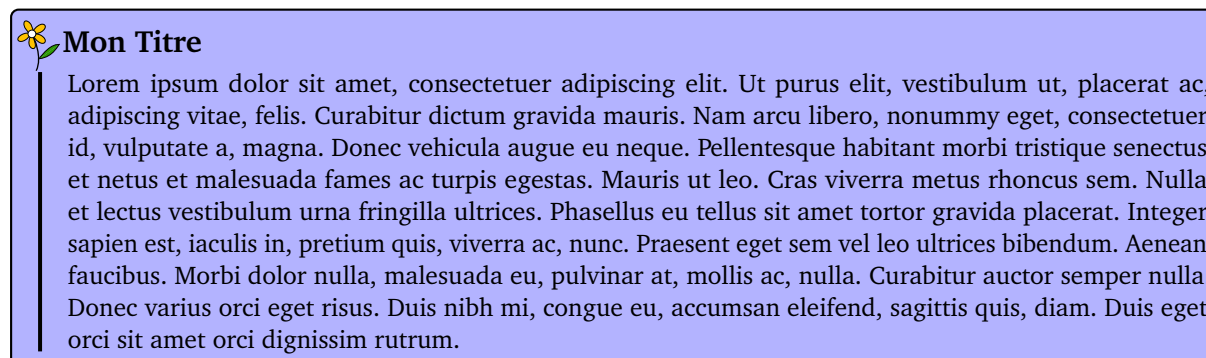 Mon Titre
Lorem ipsum dolor sit amet, consectetuer adipiscing elit. Ut purus elit, vestibulum ut, placerat ac,
adipiscing vitae, felis. Curabitur dictum gravida mauris. Nam arcu libero, nonummy eget, consectetuer
id, vulputate a, magna. Donec vehicula augue eu neque. Pellentesque habitant morbi tristique senectus
et netus et malesuada fames ac turpis egestas. Mauris ut leo. Cras viverra metus rhoncus sem. Nulla
et lectus vestibulum urna fringilla ultrices. Phasellus eu tellus sit amet tortor gravida placerat. Integer
sapien est, iaculis in, pretium quis, viverra ac, nunc. Praesent eget sem vel leo ultrices bibendum. Aenean
faucibus. Morbi dolor nulla, malesuada eu, pulvinar at, mollis ac, nulla. Curabitur auctor semper nulla
Donec varius orci eget risus. Duis nibh mi, congue eu, accumsan eleifend, sagittis quis, diam. Duis eget
orci sit amet orci dignissim rutrum.